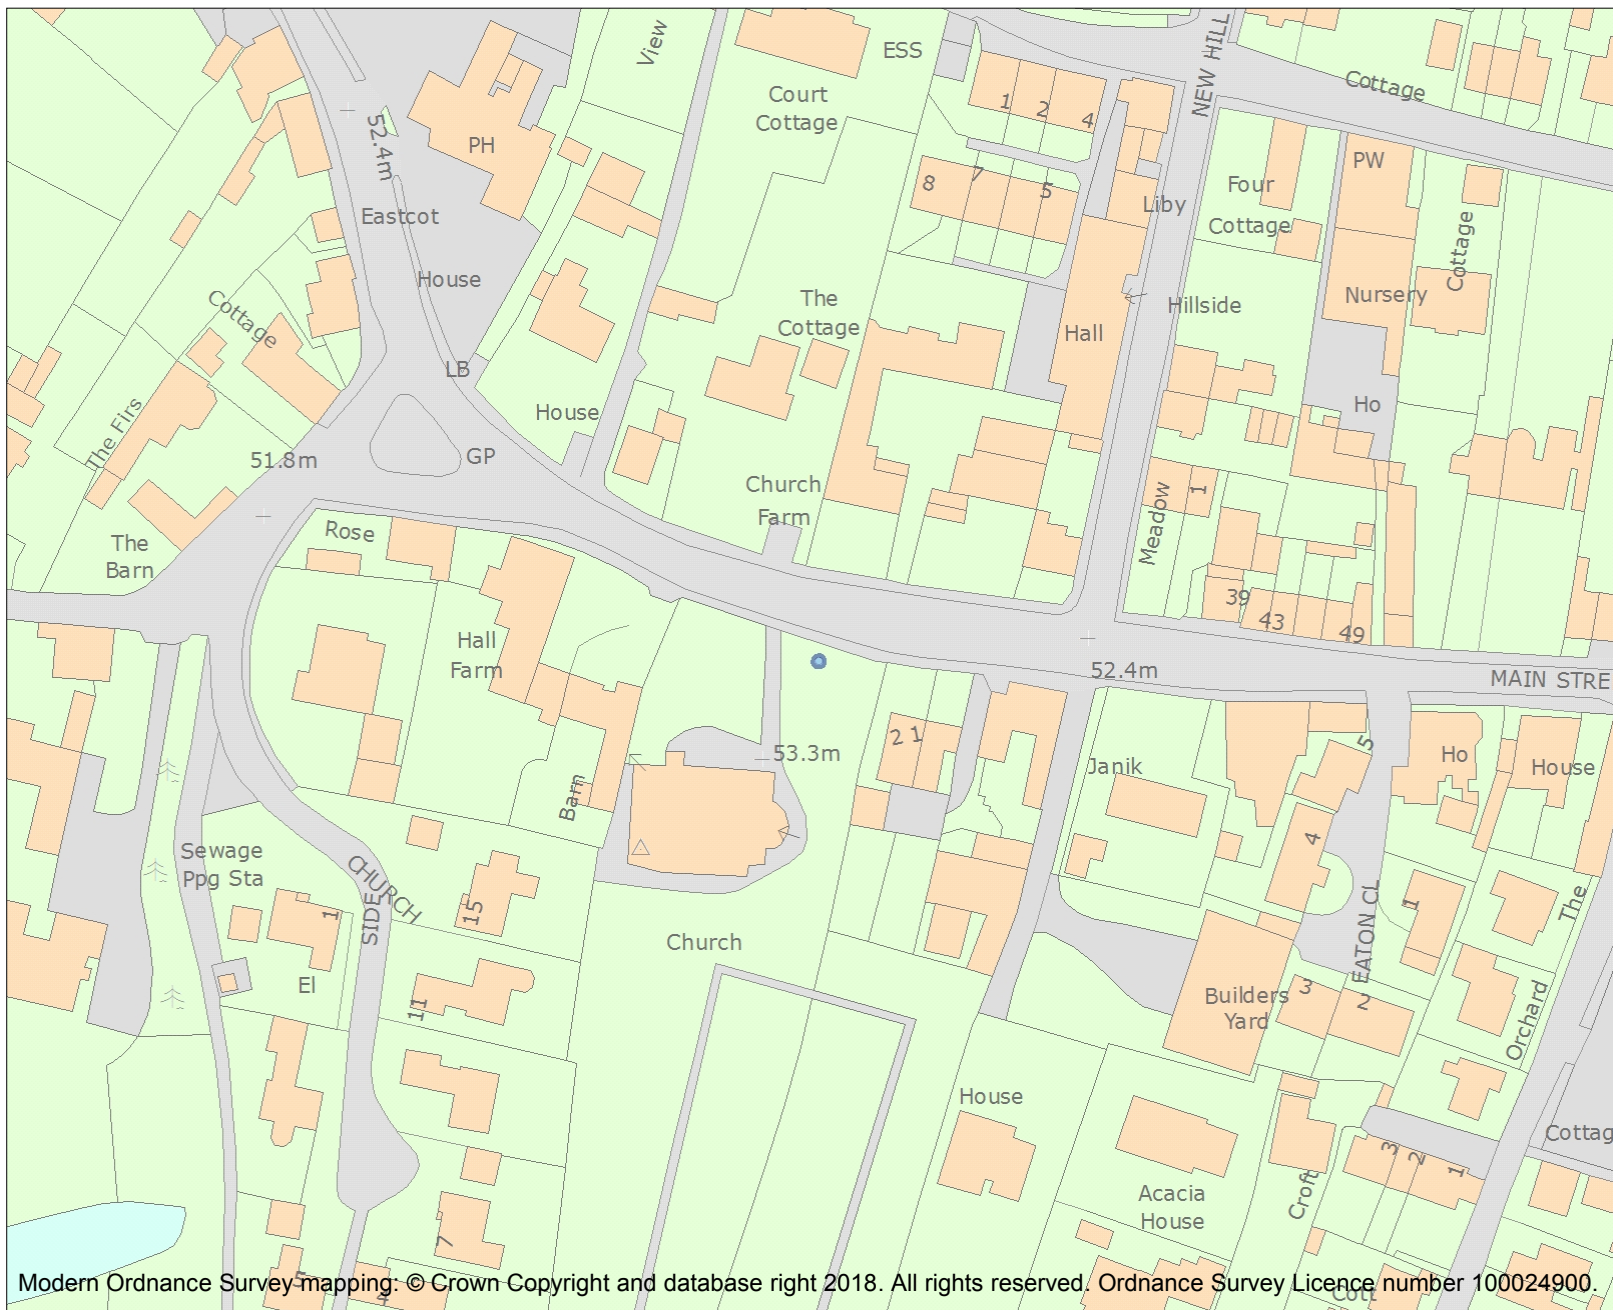 View
ESS
NEW HILL
Cottage
Court
Cottage
1
2
4
52.4m
PH
PW
8
7
5
Liby
Four
Cottage
Eastcot
House
Cottage
Cottage
The
Cottage
Hillside
Nursery
Hall
LB
House
Ho
The Firs
51.8m
GP
Church
Farm
Meadow
1
Rose
The
Barn
39
43
49
Hall
Farm
52.4m
MAIN STRE
2 1
53.3m
Janik
5
Ho
House
Barn
4
Sewage
Ppg Sta
CHURCH
SIDE
1
15
EATON CL
1
The
Church
El
11
Builders
Yard
3
2
Orchard
House
Cottag
3
2
1
Acacia
House
Croft
7
5
4
Cott
Modern Ordnance Survey mapping: © Crown Copyright and database right 2018. All rights reserved. Ordnance Survey Licence number 100024900.